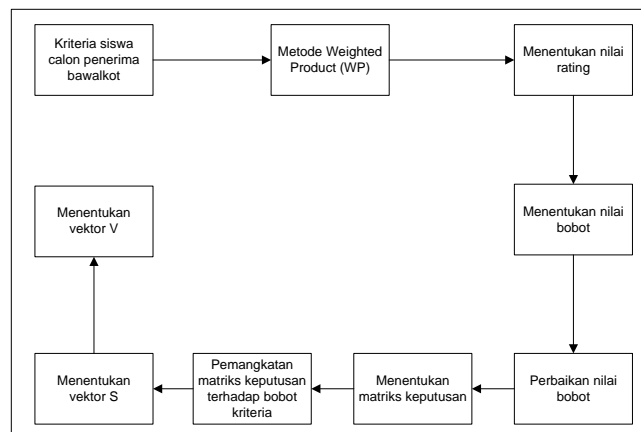 Kriteria siswa
calon penerima
bawalkot
Metode Weighted
Product (WP)
Menentukan nilai
rating
Menentukan nilai
bobot
Perbaikan nilai
bobot
Menentukan
matriks keputusan
Pemangkatan
matriks keputusan
terhadap bobot
kriteria
Menentukan
vektor S
Menentukan
vektor V